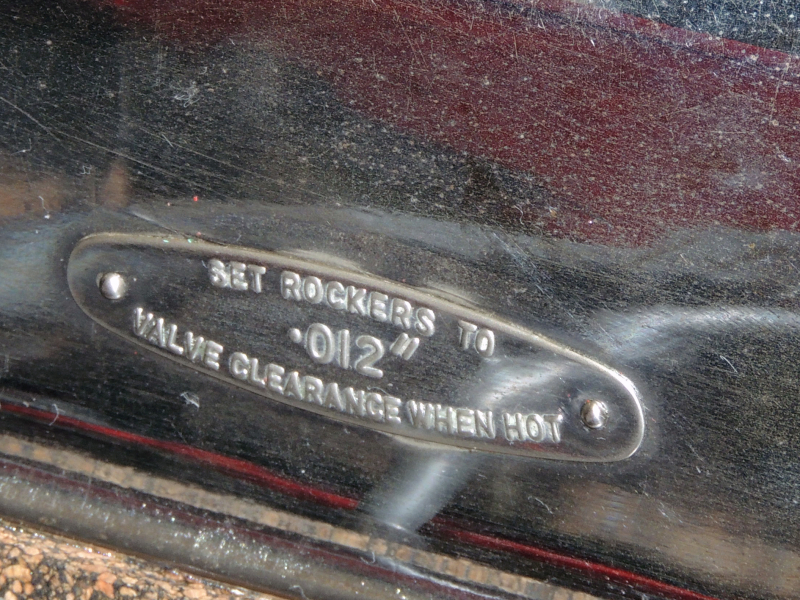 SET ROCKERS TO
·012"
VALVE CLEARANCE WHEN HOT